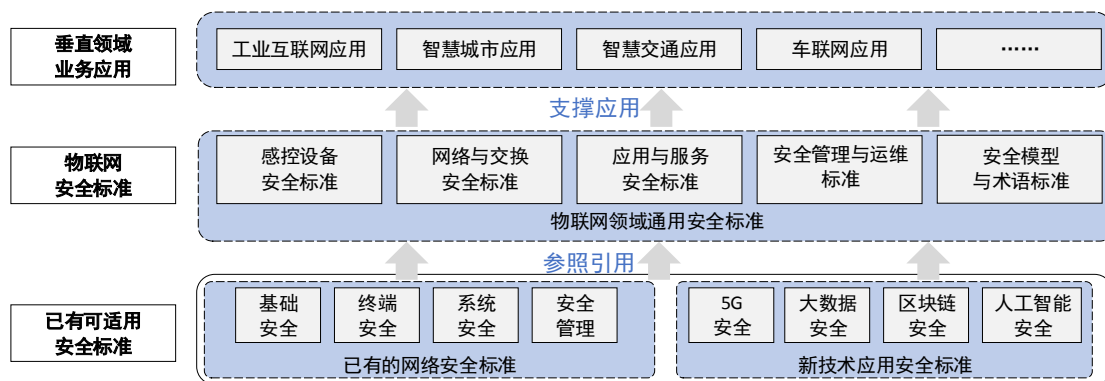 垂直领域
业务应用
工业互联网应用
智慧城市应用
智慧交通应用
车联网应用
……
支撑应用
物联网
安全标准
感控设备
安全标准
网络与交换
安全标准
应用与服务
安全标准
安全管理与运维
标准
安全模型
与术语标准
物联网领域通用安全标准
参照引用
已有可适用
安全标准
基础
安全
终端
安全
系统
安全
安全
管理
已有的网络安全标准
5G
安全
大数据
安全
区块链
安全
人工智能
安全
新技术应用安全标准